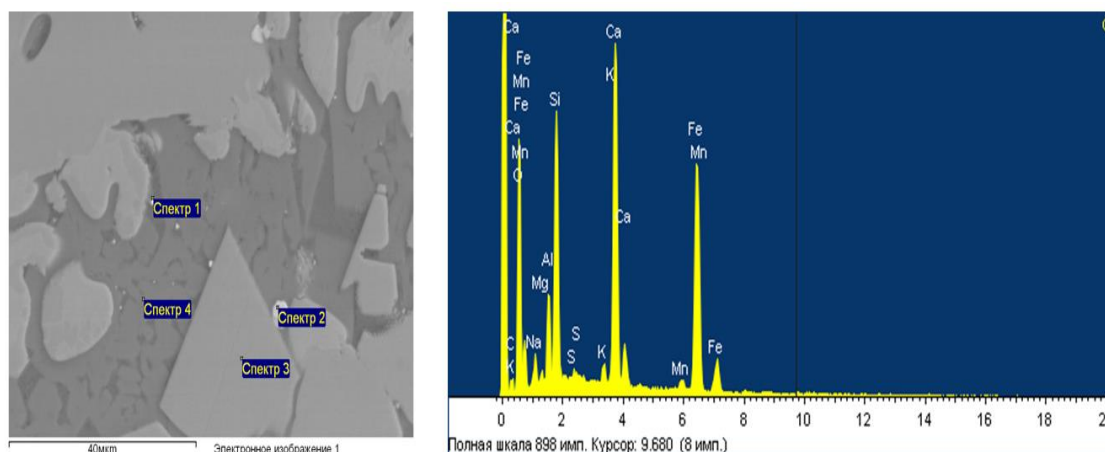 Спектр 1
Спектр 4
Спектр 2
Спектр 3
40мкm
Электронное изображение 1
Ca
Ca
Fe
K
Mn
Fe
Si
Fe
Ca
Mn
Mn
O
Ca
Al
Mg
C
Na
S
K
S
K
Mn
Fe
0 2 4 6 8 10 12 14 16 18 2
Полная шкала 898 имп. Курсор: 9.680 (8 имп.)